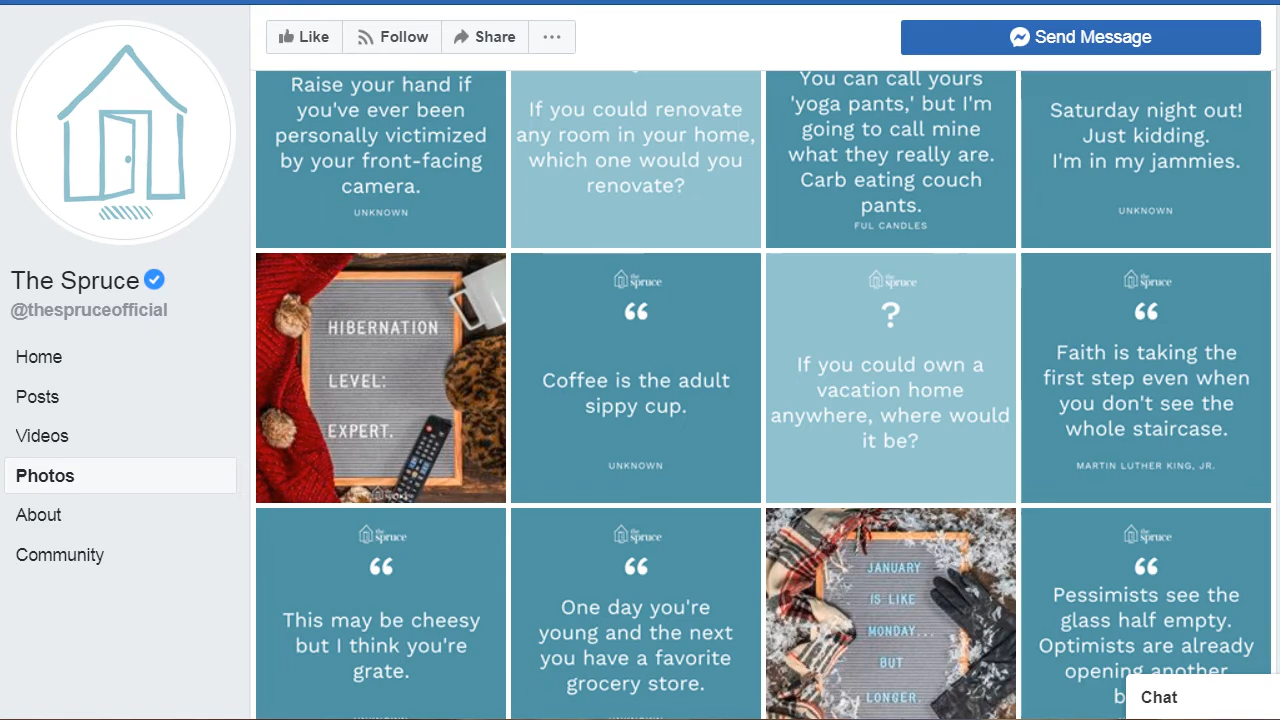 Like
Follow
Share
Send Message
The Spruce
@thespruceofficial
Home
Posts
Videos
Photos
About
Community
Raise your hand if
you've ever been
personally victimized
by your front-facing
camera.
UNKNOWN
If you could renovate
any room in your home,
which one would you
renovate?
You can call yours
'yoga pants,' but I'm
going to call mine
what they really are.
Carb eating couch
pants.
FUL CANDLES
Saturday night out!
Just kidding.
I'm in my jammies.
UNKNOWN
HIBERNATION
LEVEL:
EXPERT.
the
spruce
“
Coffee is the adult
sippy cup.
UNKNOWN
the
spruce
?
If you could own a
vacation home
anywhere, where would
it be?
the
spruce
“
Faith is taking the
first step even when
you don't see the
whole staircase.
MARTIN LUTHER KING, JR.
the
spruce
“
This may be cheesy
but I think you're
grate.
the
spruce
“
One day you're
young and the next
you have a favorite
grocery store.
JANUARY
IS LIKE
MONDAY...
BUT
LONGER.
the
spruce
“
Pessimists see the
glass half empty.
Optimists are already
opening another
Chat